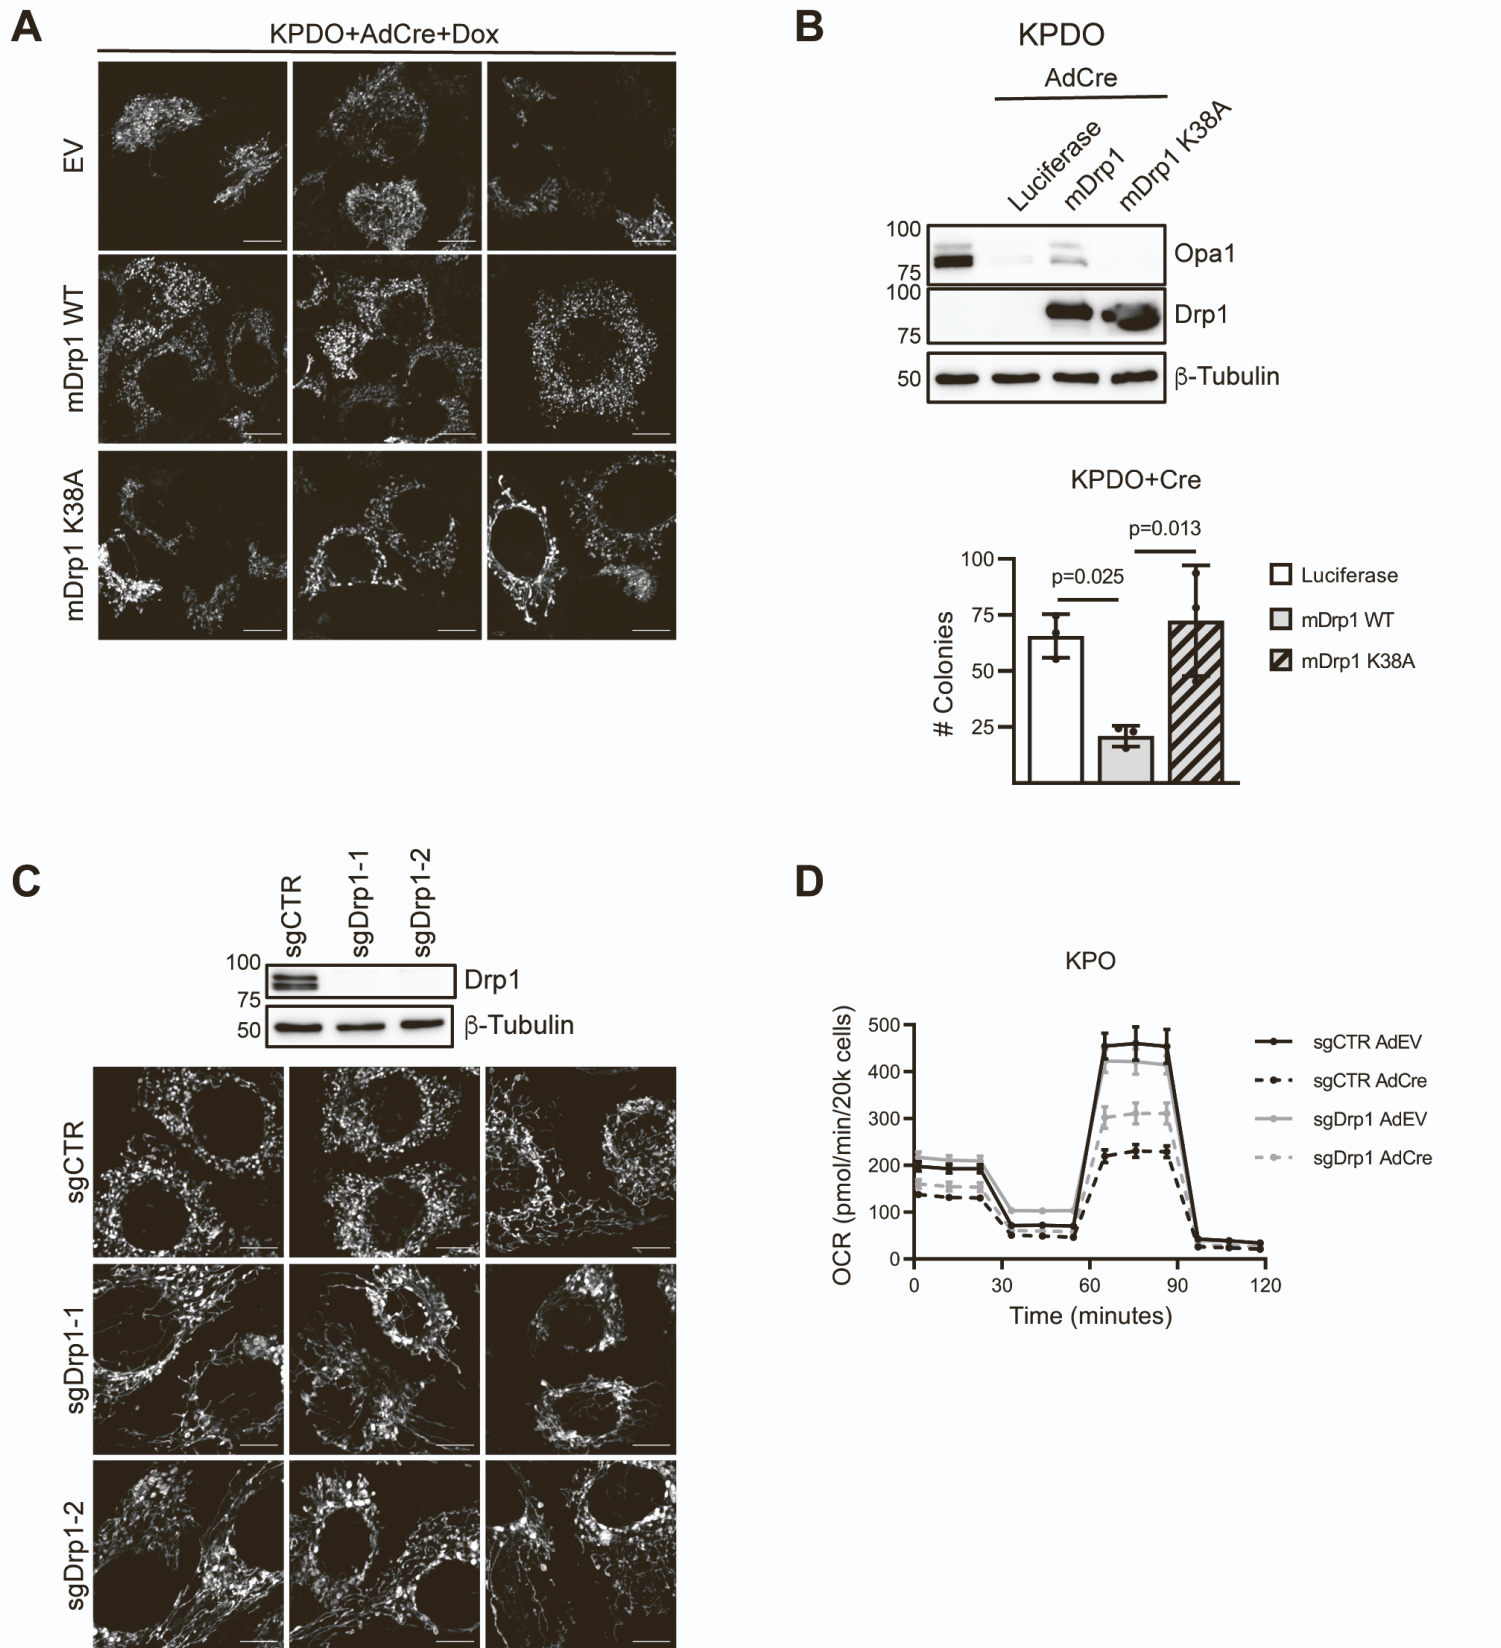 A
KPDO+AdCre+Dox
EV
mDrp1 WT
mDrp1 K38A
B
KPDO
AdCre
Luciferase
mDrp1
mDrp1 K38A
100
75
Opa1
100
75
Drp1
50
β-Tubulin
KPDO+Cre
p=0.013
p=0.025
100
75
50
25
# Colonies
Luciferase
mDrp1 WT
mDrp1 K38A
C
sgCTR
sgDrp1-1
sgDrp1-2
100
75
Drp1
50
β-Tubulin
sgCTR
sgDrp1-1
sgDrp1-2
D
KPO
OCR (pmol/min/20k cells)
500
400
300
200
100
0
0
30
60
90
120
Time (minutes)
sgCTR AdEV
sgCTR AdCre
sgDrp1 AdEV
sgDrp1 AdCre